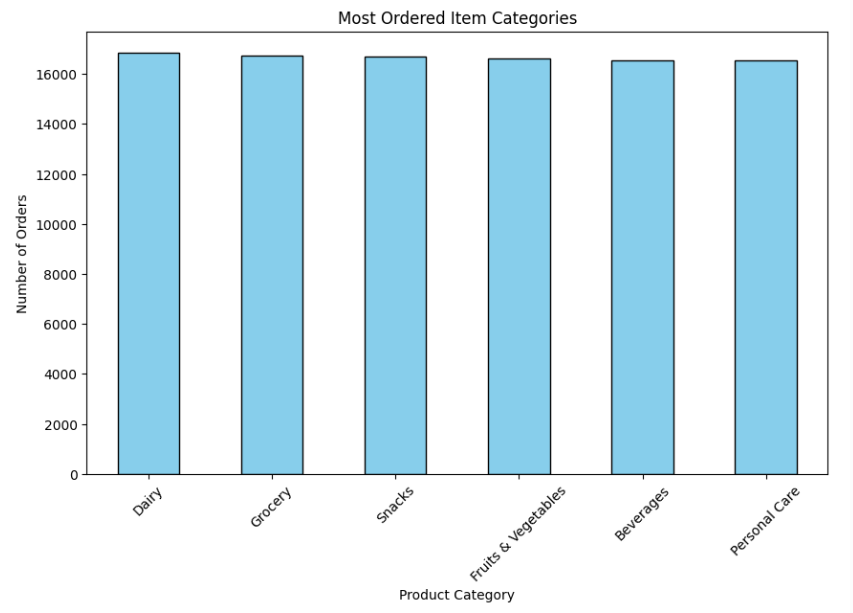 Most Ordered Item Categories
Number of Orders
16000
14000
12000
10000
8000
6000
4000
2000
0
Dairy
Grocery
Snacks
Fruits & Vegetables
Beverages
Personal Care
Product Category